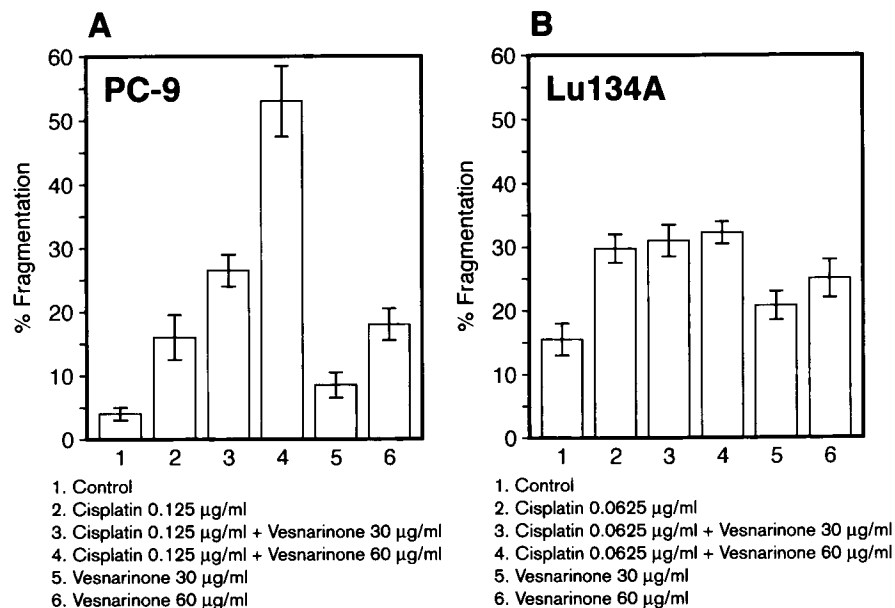 A
PC-9
% Fragmentation
60
50
40
30
20
10
0
1 2 3 4 5 6
1. Control
2. Cisplatin 0.125 µg/ml
3. Cisplatin 0.125 µg/ml + Vesnarinone 30 µg/ml
4. Cisplatin 0.125 µg/ml + Vesnarinone 60 µg/ml
5. Vesnarinone 30 µg/ml
6. Vesnarinone 60 µg/ml
B
Lu134A
% Fragmentation
60
50
40
30
20
10
0
1 2 3 4 5 6
1. Control
2. Cisplatin 0.0625 µg/ml
3. Cisplatin 0.0625 µg/ml + Vesnarinone 30 µg/ml
4. Cisplatin 0.0625 µg/ml + Vesnarinone 60 µg/ml
5. Vesnarinone 30 µg/ml
6. Vesnarinone 60 µg/ml